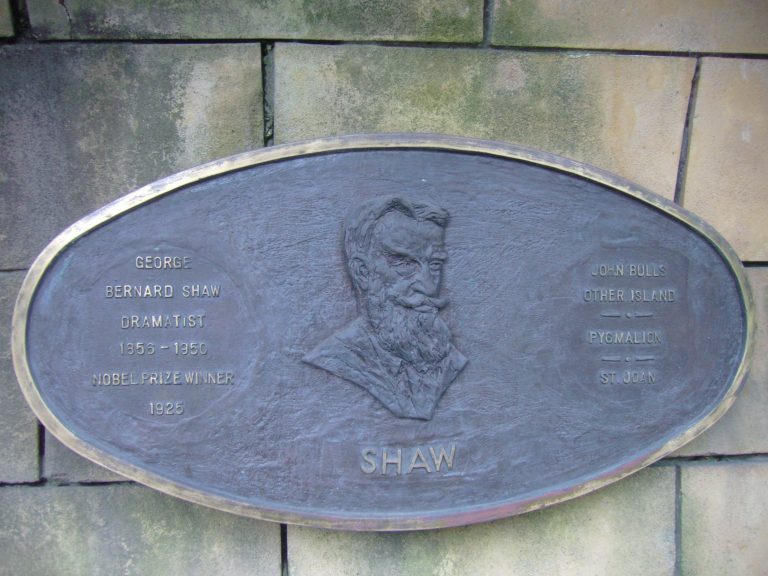 GEORGE
BERNARD SHAW
DRAMATIST
1856-1950
NOBEL PRIZE WINNER
1925
SHAW
JOHN BULLS
OTHER ISLAND
PYGMALION
ST. JOAN